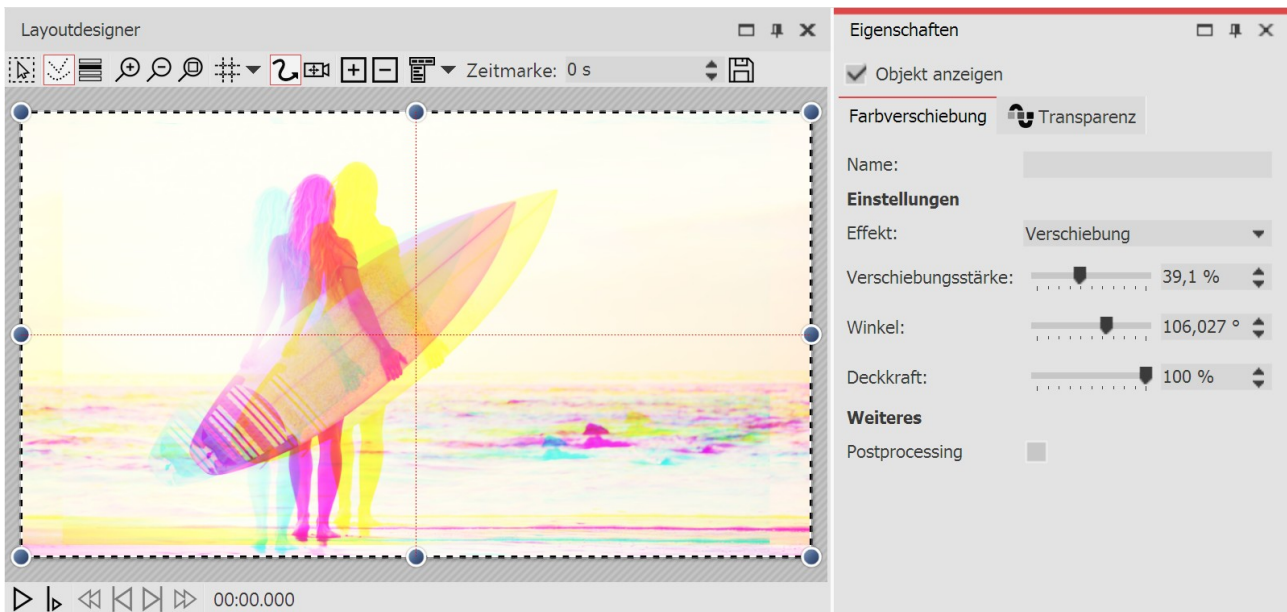 Layoutdesigner
Zeitmarke: 0 s
00:00.000
Eigenschaften
Objekt anzeigen
Farbverschiebung Transparenz
Name:
Einstellungen
Effekt: Verschiebung
Verschiebungsstärke: 39,1 %
Winkel: 106,027 °
Deckkraft: 100 %
Weiteres
Postprocessing